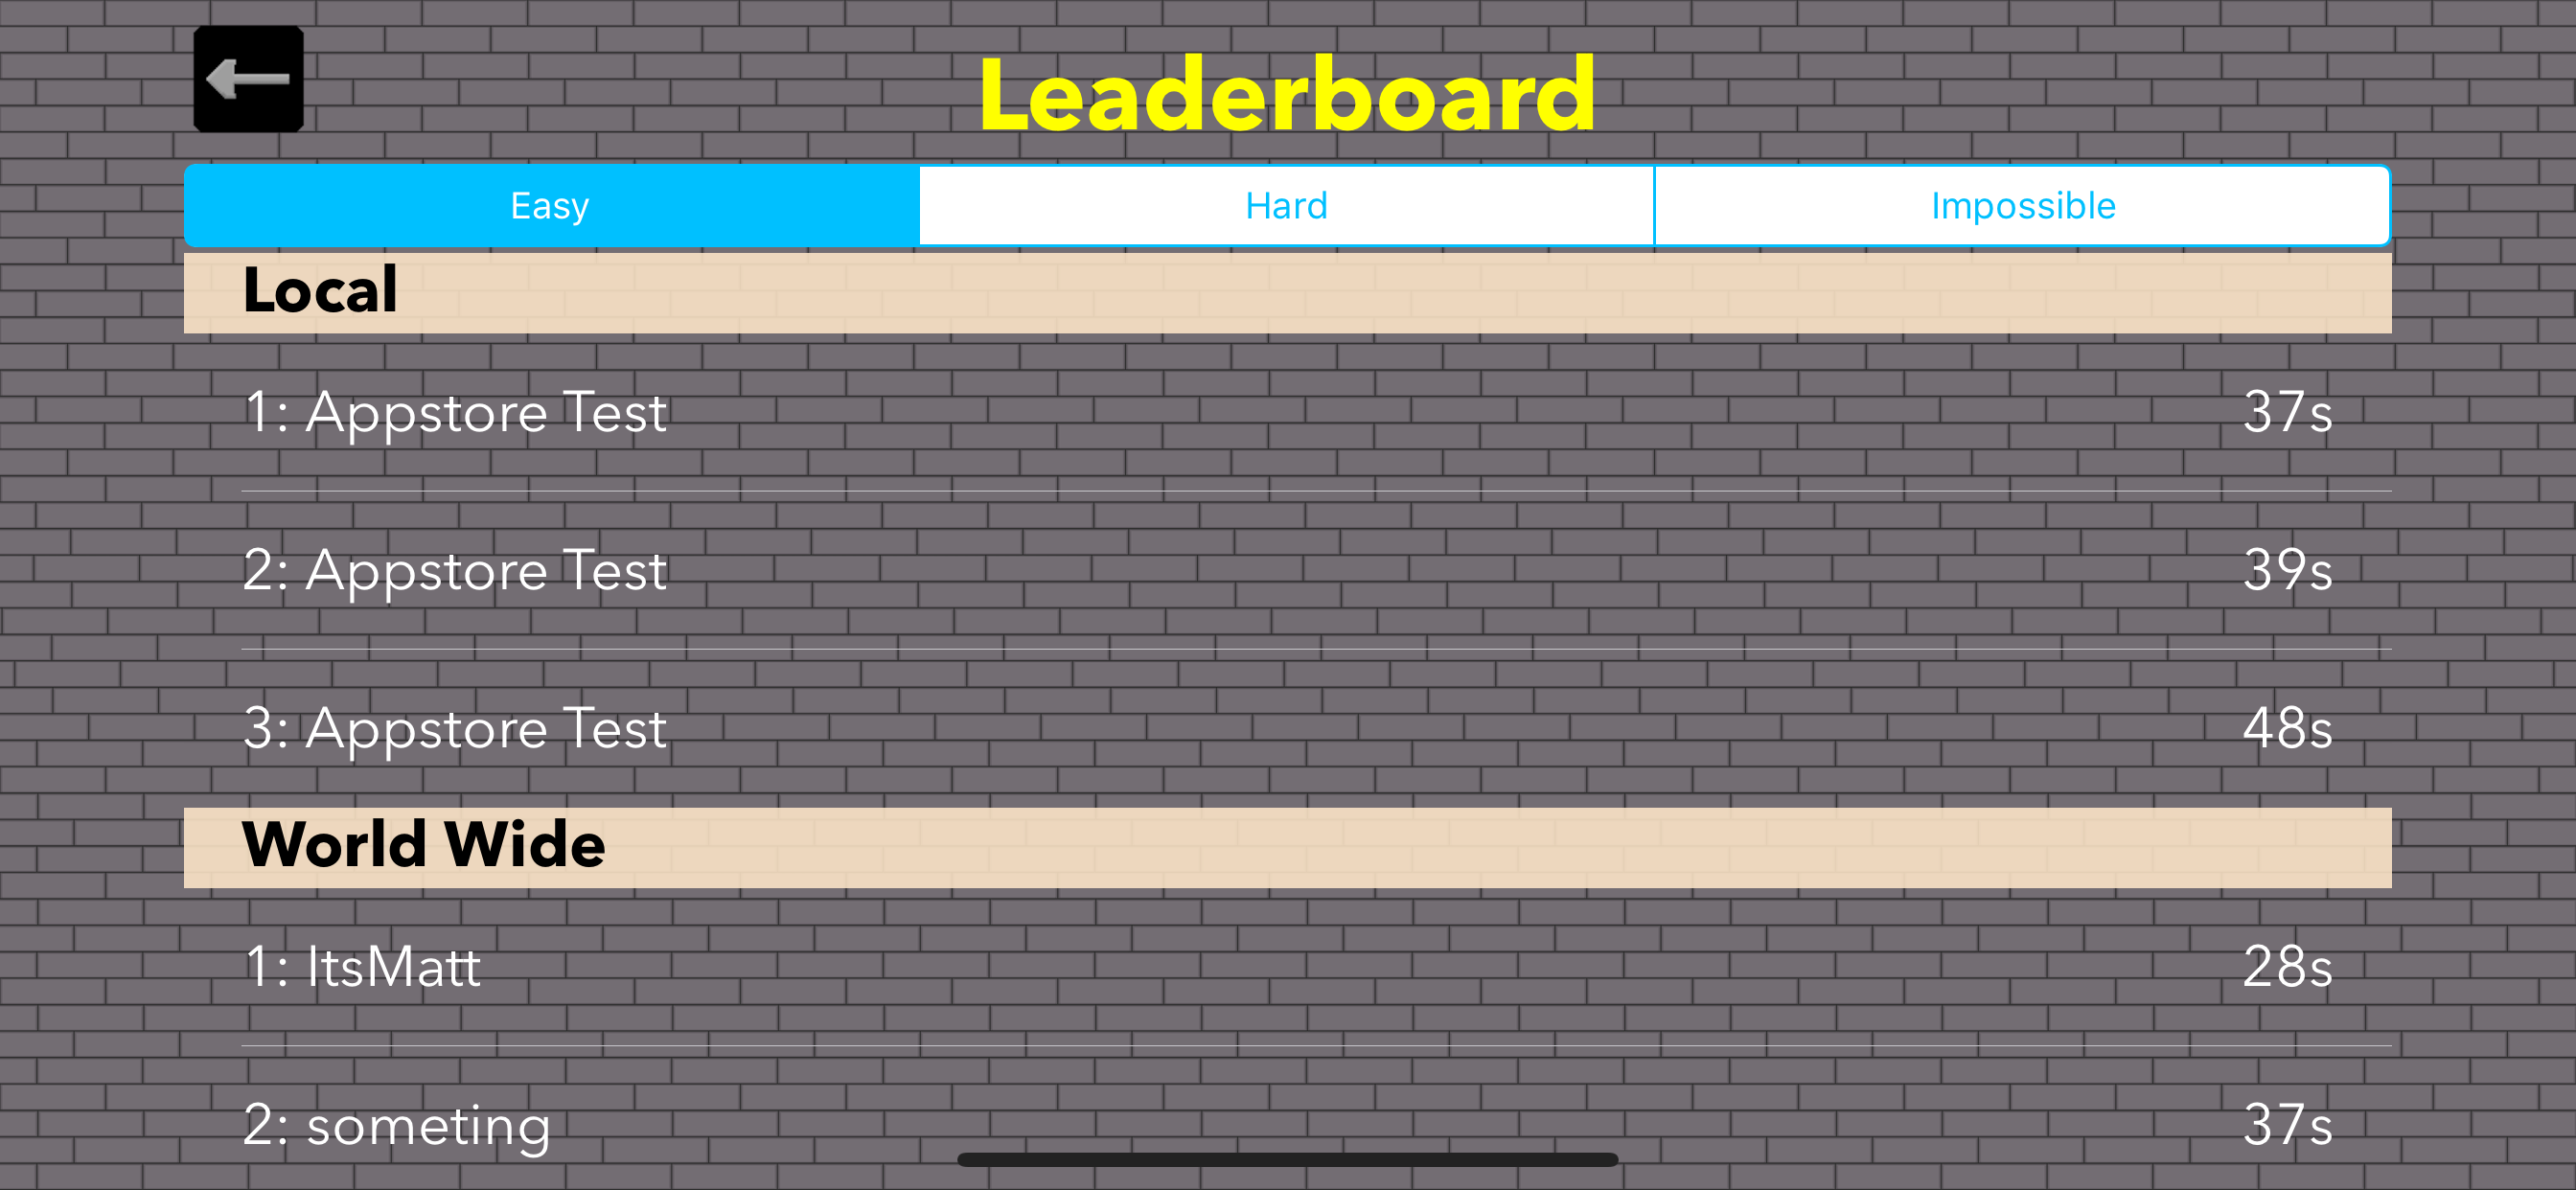 Leaderboard
Easy Hard Impossible
Local
1: Appstore Test 37s
2: Appstore Test 39s
3: Appstore Test 48s
World Wide
1: ItsMatt 28s
2: someting 37s